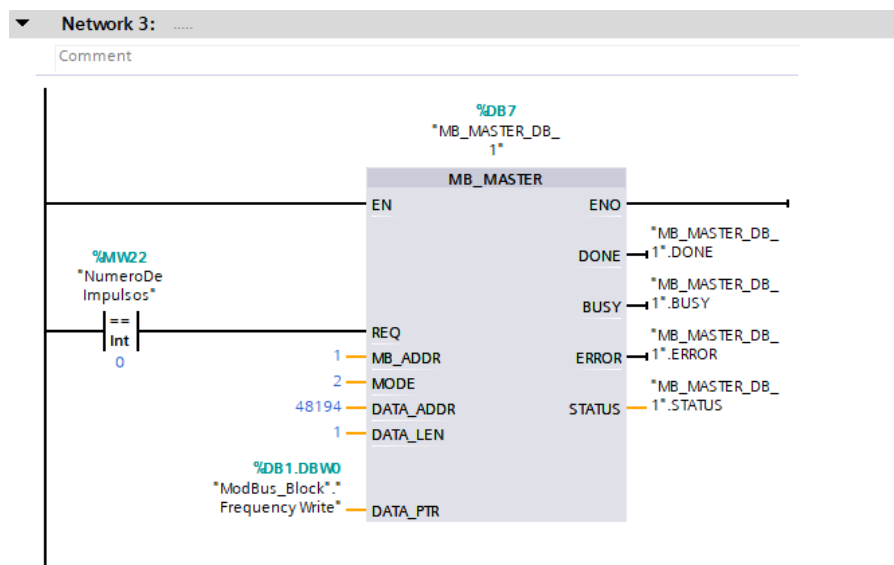 Network 3: .....
Comment
%DB7
"MB_MASTER_DB_
1"
MB_MASTER
EN
ENO
"MB_MASTER_DB_
DONE
1".DONE
%MW22
"NumeroDe
Impulsos"
"MB_MASTER_DB_
BUSY
1".BUSY
==
Int
0
REQ
"MB_MASTER_DB_
1
MB_ADDR
ERROR
1".ERROR
2
MODE
"MB_MASTER_DB_
48194
DATA_ADDR
STATUS
1".STATUS
1
DATA_LEN
%DB1.DBW0
"ModBus_Block"."
Frequency Write"
DATA_PTR